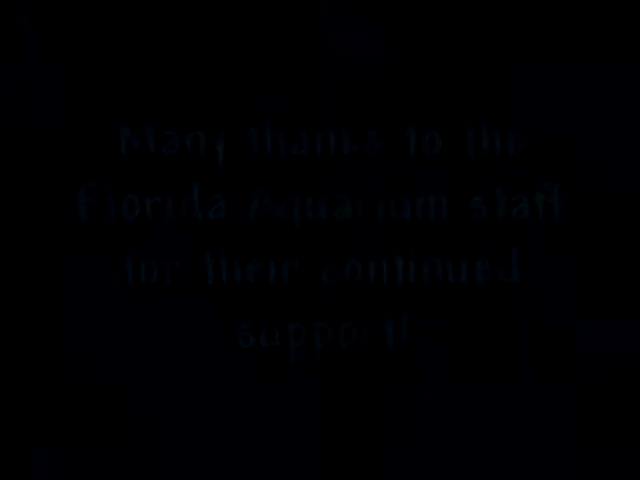 Many thanks to the
Florida Aquarium staff
for their continued
support!